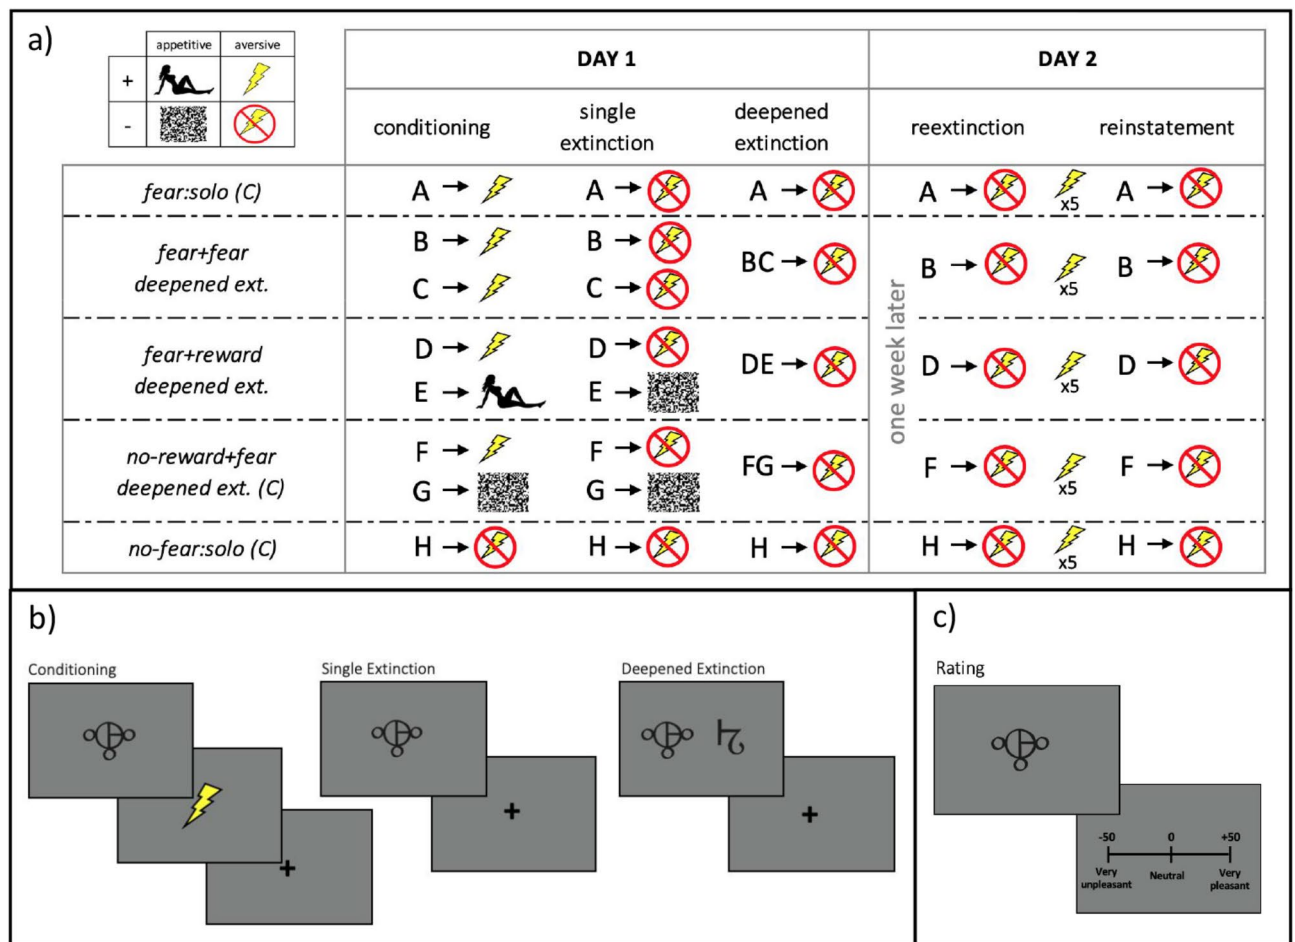 a)
appetitive aversive
+
-
DAY 1 DAY 2
conditioning single extinction deepened extinction reextinction reinstatement
fear:solo (C) A A A A x5 A
fear+fear deepened ext. B B BC B x5 B
C C
one week later
fear+reward deepened ext. D D DE D x5 D
E E
no-reward+fear deepened ext. (C) F F FG F x5 F
G G
no-fear:solo (C) H H H H x5 H
b)
Conditioning
+
Single Extinction
+
Deepened Extinction
+
c)
Rating
-50 0 +50
Very unpleasant Neutral Very pleasant